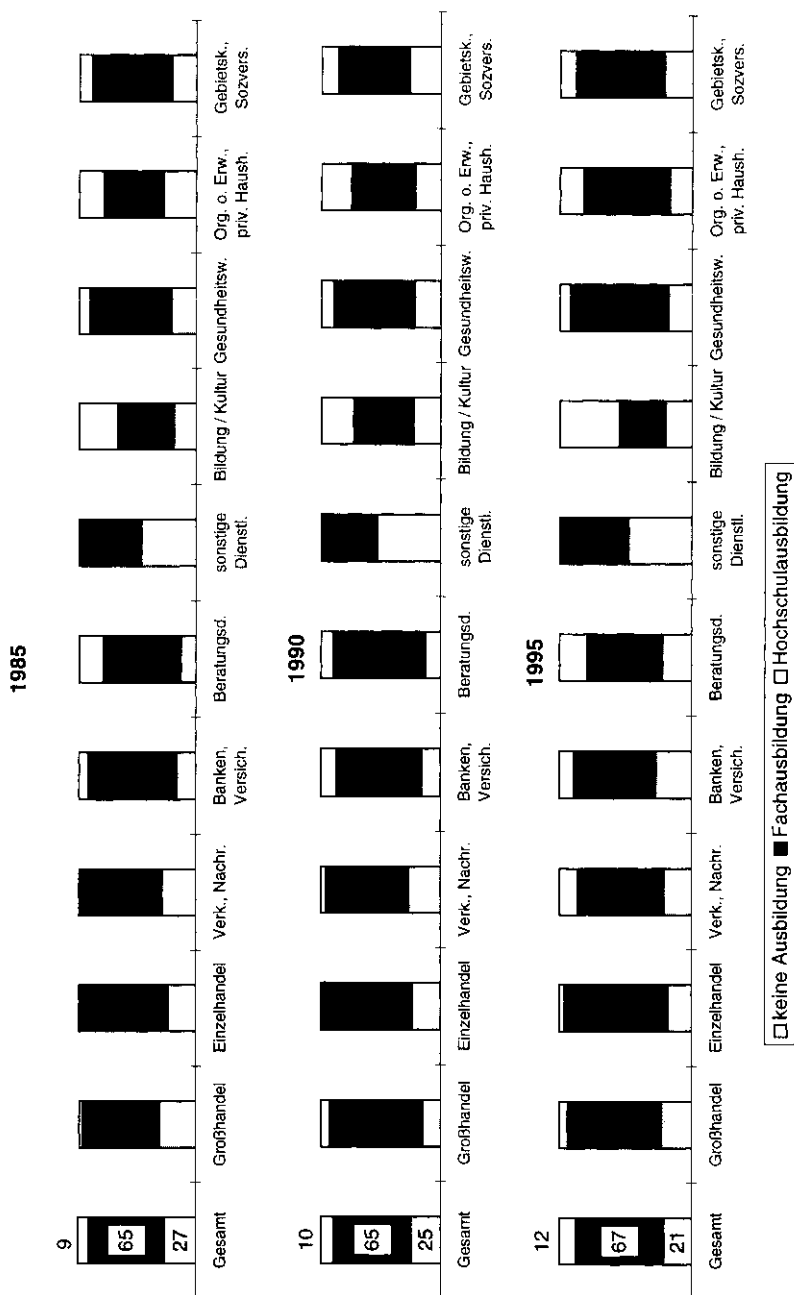 1985
9
65
27
Gesamt
Großhandel
Einzelhandel
Verk., Nachr.
Banken,
Versich.
Beratungsd.
sonstige
Dienstl.
Bildung / Kultur
Gesundheitsw.
Org. o. Erw.,
priv. Haush.
Gebietsk.,
Sozvers.
1990
10
65
25
Gesamt
Großhandel
Einzelhandel
Verk., Nachr.
Banken,
Versich.
Beratungsd.
sonstige
Dienstl.
Bildung / Kultur
Gesundheitsw.
Org. o. Erw.,
priv. Haush.
Gebietsk.,
Sozvers.
1995
12
67
21
Gesamt
Großhandel
Einzelhandel
Verk., Nachr.
Banken,
Versich.
Beratungsd.
sonstige
Dienstl.
Bildung / Kultur
Gesundheitsw.
Org. o. Erw.,
priv. Haush.
Gebietsk.,
Sozvers.
keine Ausbildung Fachausbildung Hochschulausbildung